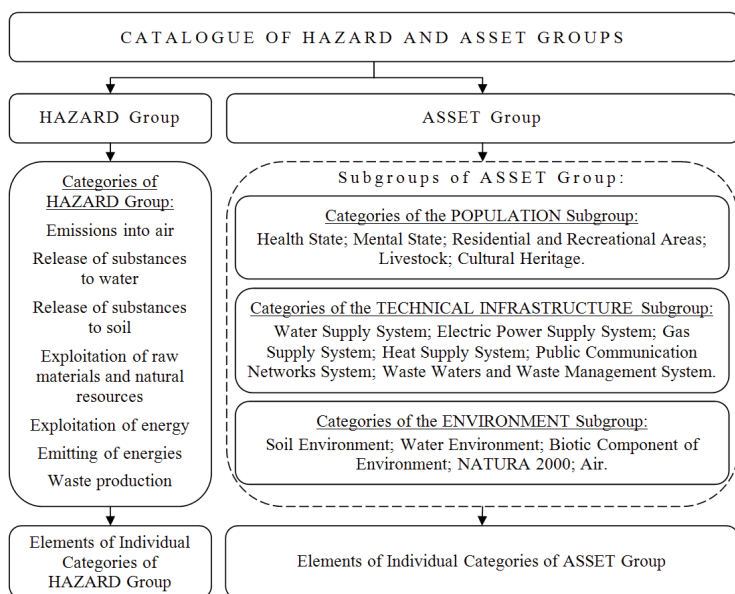 CATALOGUE OF HAZARD AND ASSET GROUPS
HAZARD Group
ASSET Group
Categories of
HAZARD Group:
Emissions into air
Release of substances
to water
Release of substances
to soil
Exploitation of raw
materials and natural
resources
Exploitation of energy
Emitting of energies
Waste production
Subgroups of ASSET Group:
Categories of the POPULATION Subgroup:
Health State; Mental State; Residential and Recreational Areas;
Livestock; Cultural Heritage.
Categories of the TECHNICAL INFRASTRUCTURE Subgroup:
Water Supply System; Electric Power Supply System; Gas
Supply System; Heat Supply System; Public Communication
Networks System; Waste Waters and Waste Management System.
Categories of the ENVIRONMENT Subgroup:
Soil Environment; Water Environment; Biotic Component of
Environment; NATURA 2000; Air.
Elements of Individual
Categories of
HAZARD Group
Elements of Individual Categories of ASSET Group